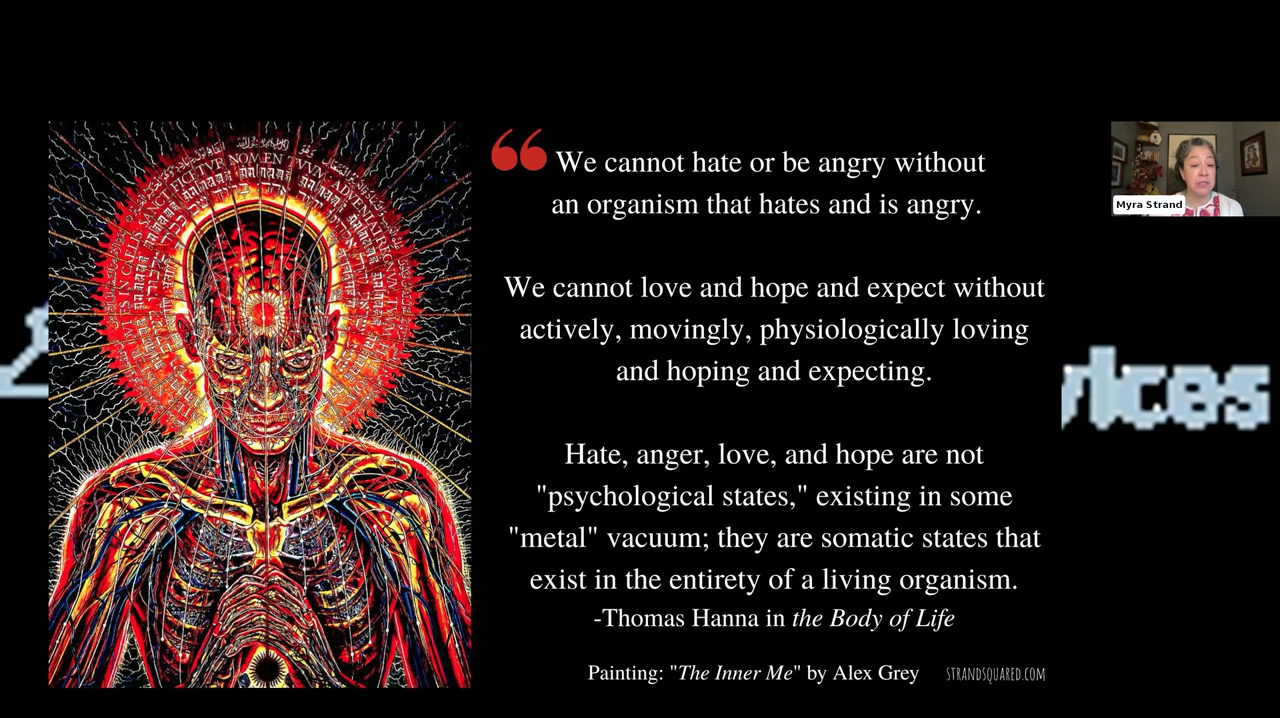 We cannot hate or be angry without
an organism that hates and is angry.
We cannot love and hope and expect without
actively, movingly, physiologically loving
and hoping and expecting.
Hate, anger, love, and hope are not
"psychological states," existing in some
"metal" vacuum; they are somatic states that
exist in the entirety of a living organism.
-Thomas Hanna in the Body of Life
Painting: "The Inner Me" by Alex Grey
STRANDSQUARED.COM
Myra Strand
vices
NOMEN TVVM